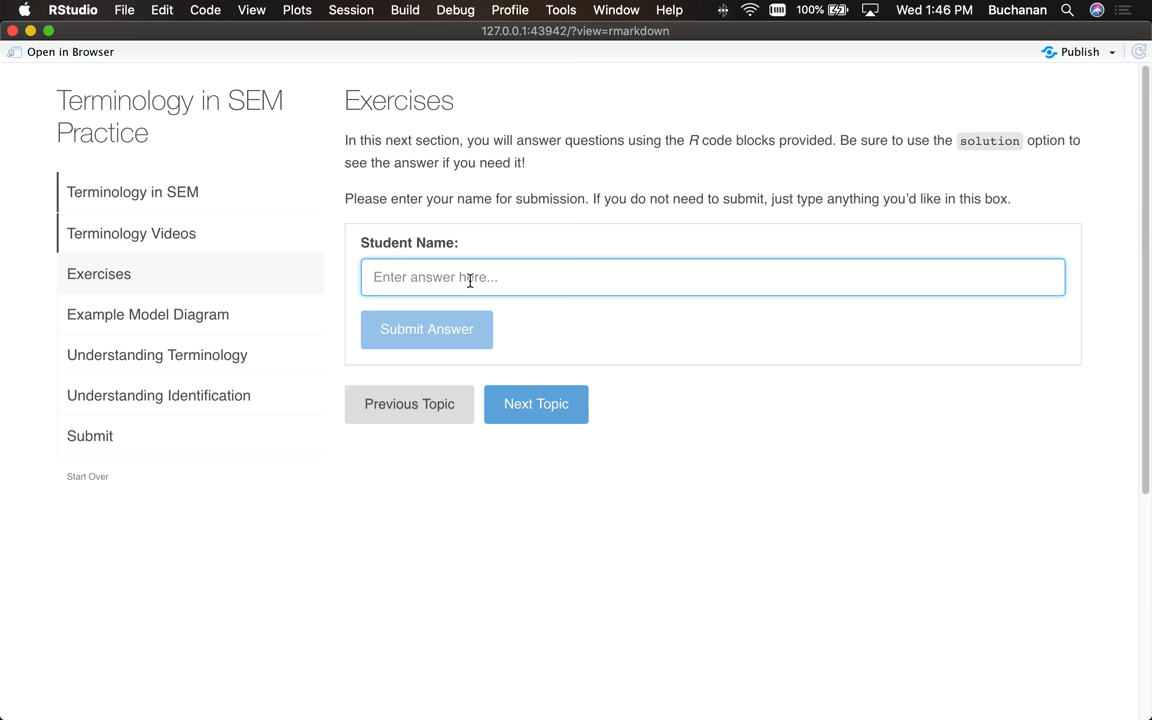 RStudio File Edit Code View Plots Session Build Debug Profile Tools Window Help 100% Wed 1:46 PM Buchanan
127.0.0.1:43942/?view=rmarkdown
Open in Browser Publish
Terminology in SEM
Practice
Terminology in SEM
Terminology Videos
Exercises
Example Model Diagram
Understanding Terminology
Understanding Identification
Submit
Start Over
Exercises
In this next section, you will answer questions using the R code blocks provided. Be sure to use the solution option to
see the answer if you need it!
Please enter your name for submission. If you do not need to submit, just type anything you'd like in this box.
Student Name:
Enter answer here...
Submit Answer
Previous Topic Next Topic